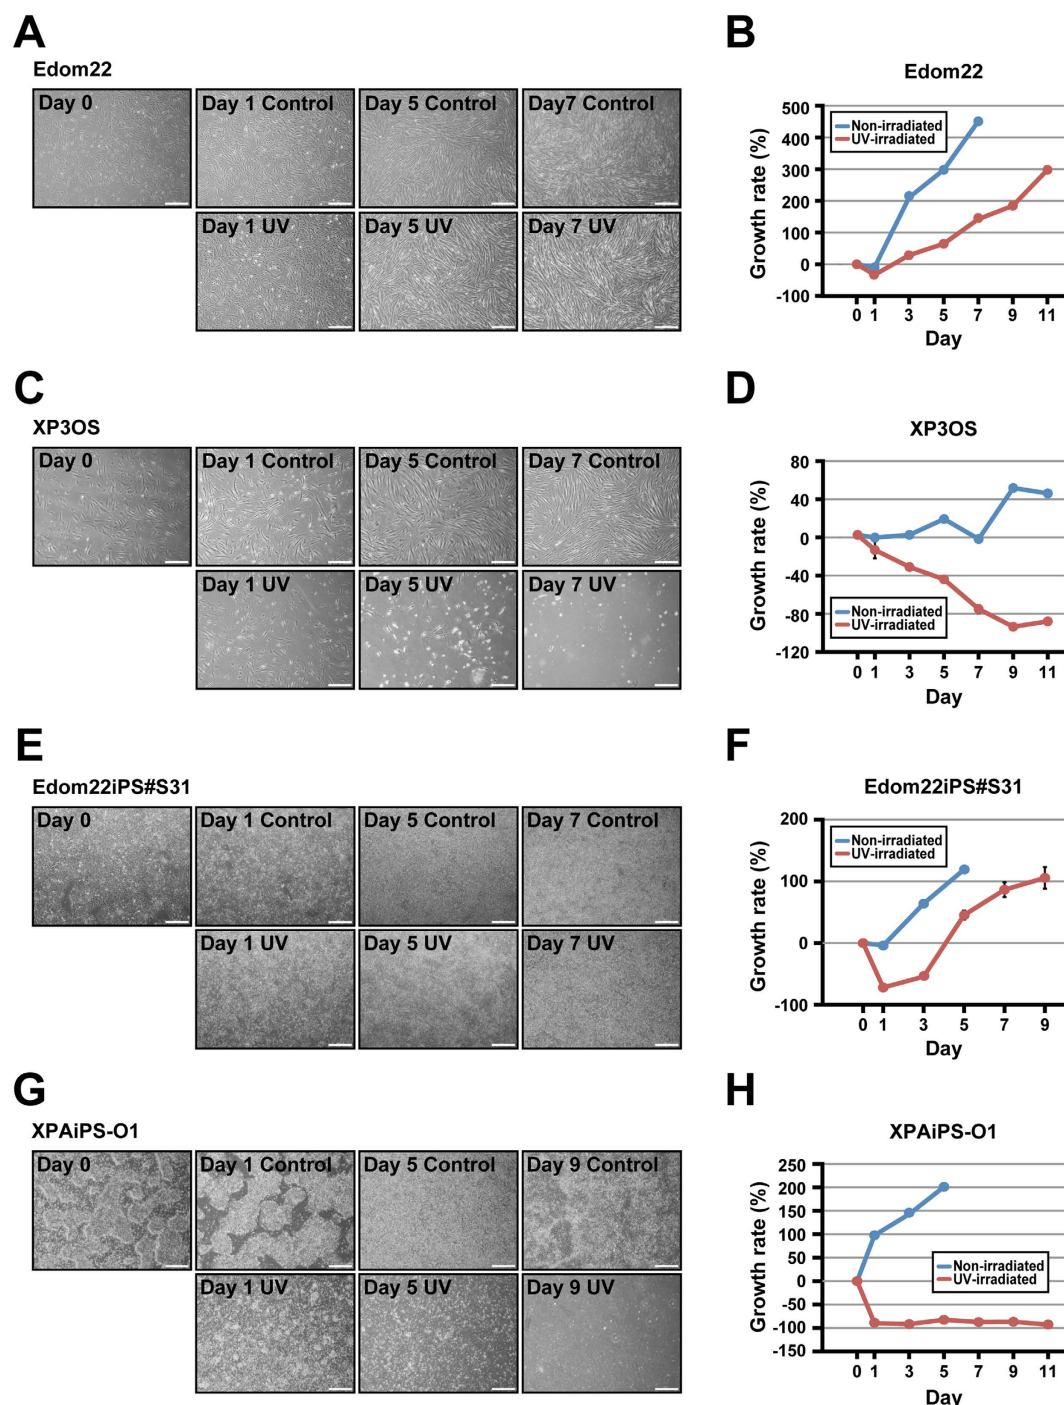 A
Edom22
Day 0
Day 1 Control
Day 5 Control
Day7 Control
Day 1 UV
Day 5 UV
Day 7 UV
B
Edom22
Growth rate (%)
500
400
300
200
100
0
-100
Non-irradiated
UV-irradiated
0 1 3 5 7 9 11
Day
C
XP3OS
Day 0
Day 1 Control
Day 5 Control
Day 7 Control
Day 1 UV
Day 5 UV
Day 7 UV
D
XP3OS
Growth rate (%)
80
40
0
-40
-80
-120
Non-irradiated
UV-irradiated
0 1 3 5 7 9 11
Day
E
Edom22iPS#S31
Day 0
Day 1 Control
Day 5 Control
Day 7 Control
Day 1 UV
Day 5 UV
Day 7 UV
F
Edom22iPS#S31
Growth rate (%)
200
100
0
-100
Non-irradiated
UV-irradiated
0 1 3 5 7 9
Day
G
XPAiPS-O1
Day 0
Day 1 Control
Day 5 Control
Day 9 Control
Day 1 UV
Day 5 UV
Day 9 UV
H
XPAiPS-O1
Growth rate (%)
250
200
150
100
50
0
-50
-100
-150
Non-irradiated
UV-irradiated
0 1 3 5 7 9 11
Day